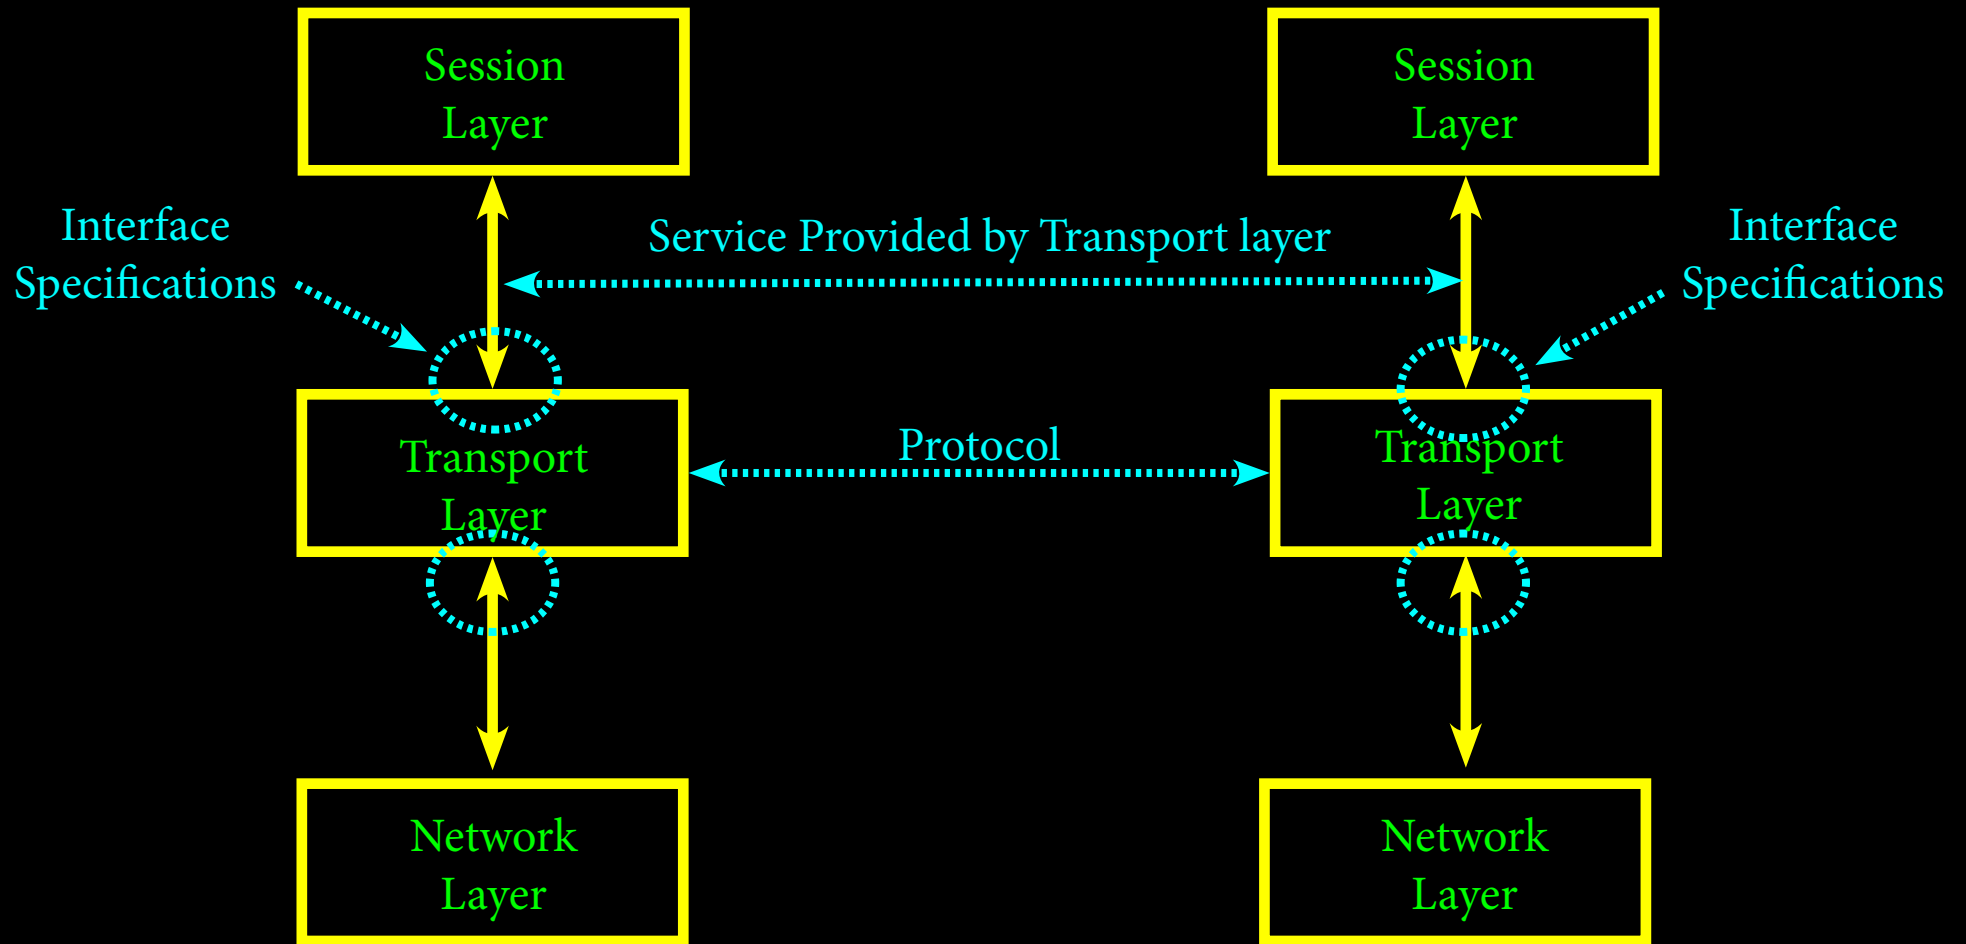 Session
Layer
Session
Layer
Interface
Specifications
Service Provided by Transport layer
Interface
Specifications
Transport
Layer
Protocol
Transport
Layer
Network
Layer
Network
Layer